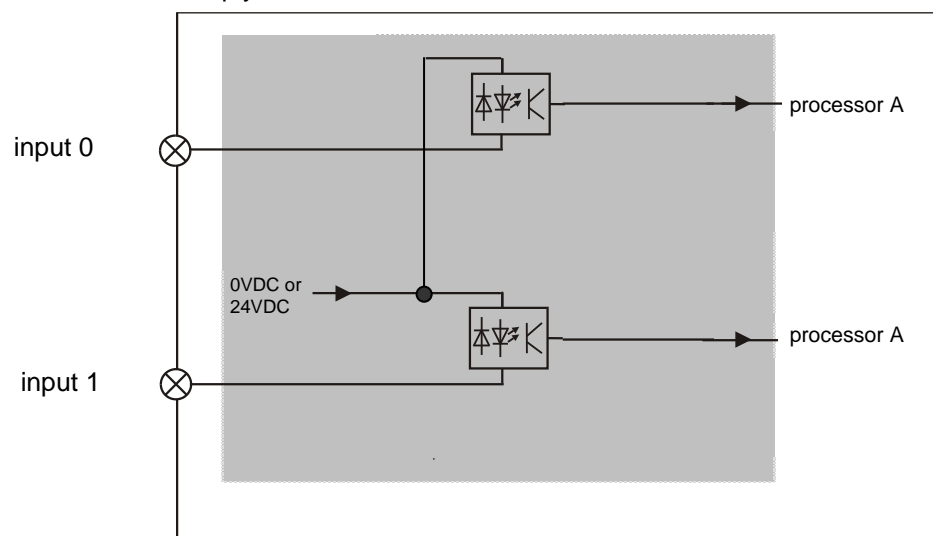 processor A
input 0
0VDC or
24VDC
processor A
input 1